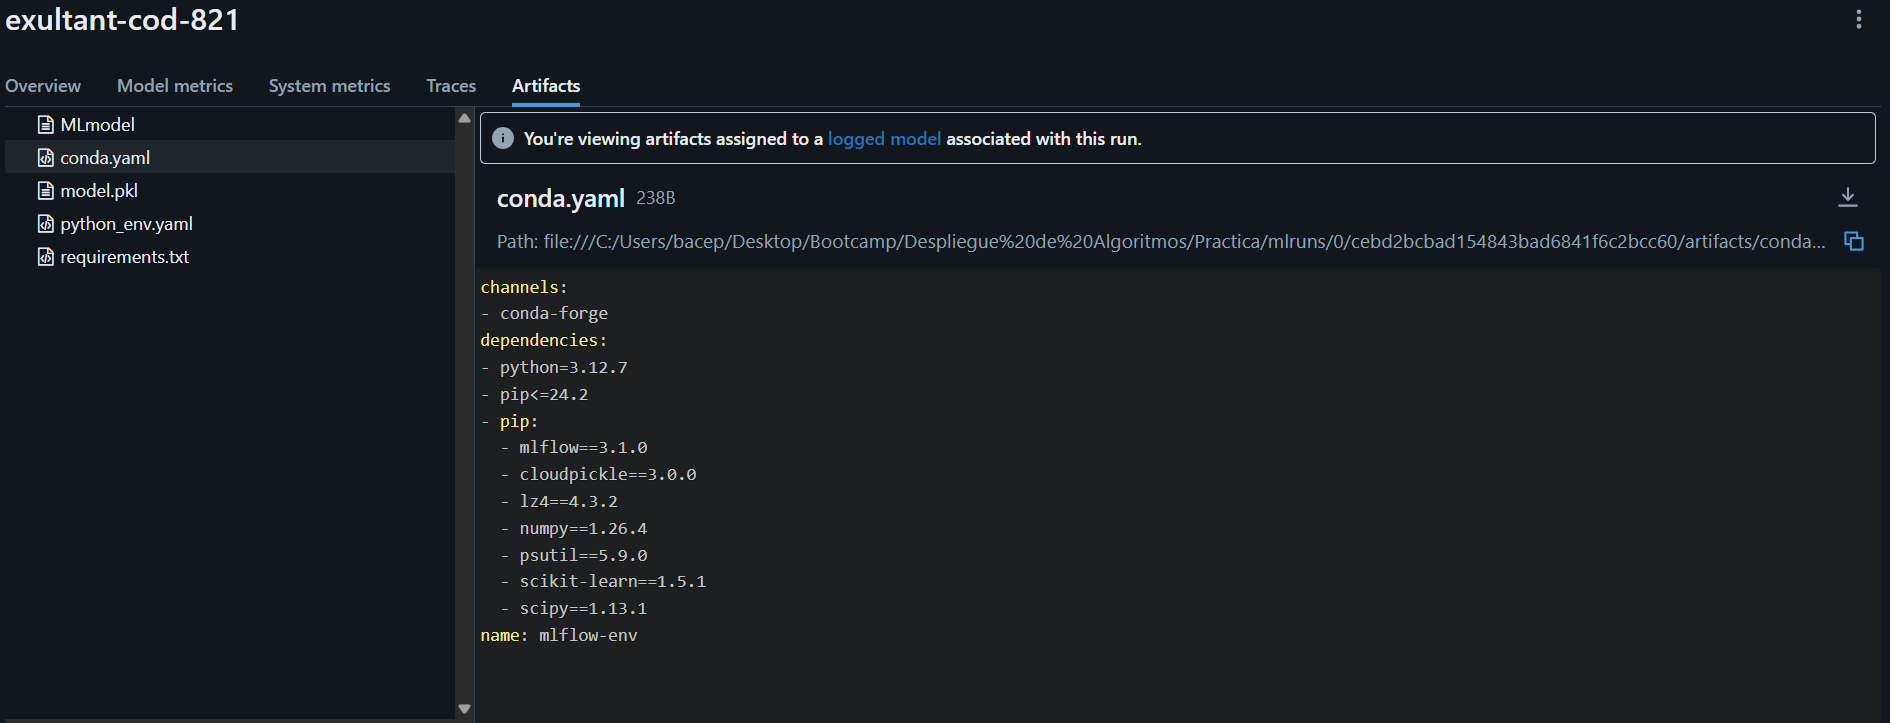 exultant-cod-821
Overview Model metrics System metrics Traces Artifacts
MLmodel
conda.yaml
model.pkl
python_env.yaml
requirements.txt
You're viewing artifacts assigned to a logged model associated with this run.
conda.yaml 238B
Path: file:///C:/Users/bacep/Desktop/Bootcamp/Despliegue%20de%20Algoritmos/Practica/mlruns/0/cebd2bcbad154843bad6841f6c2bcc60/artifacts/conda...
channels:
- conda-forge
dependencies:
- python=3.12.7
- pip<=24.2
- pip:
  - mlflow==3.1.0
  - cloudpickle==3.0.0
  - lz4==4.3.2
  - numpy==1.26.4
  - psutil==5.9.0
  - scikit-learn==1.5.1
  - scipy==1.13.1
name: mlflow-env